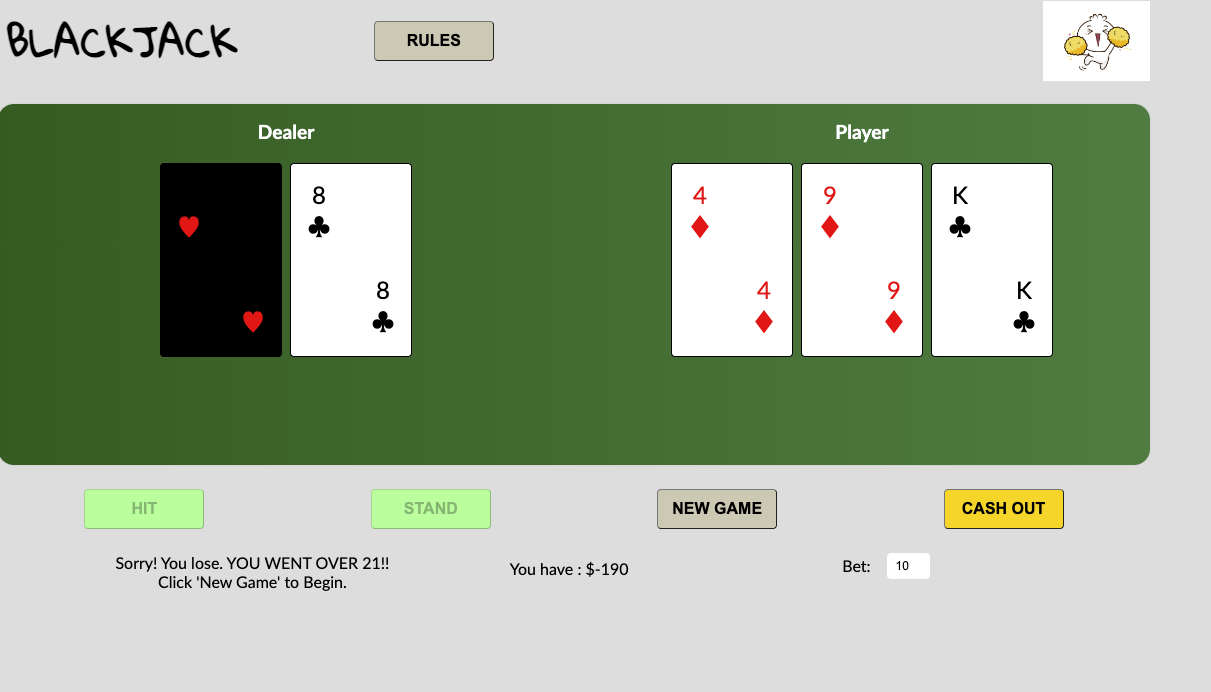 BLACKJACK
RULES
Dealer
Player
8
8
4
4
9
9
K
K
HIT
STAND
NEW GAME
CASH OUT
Sorry! You lose. YOU WENT OVER 21!!
Click 'New Game' to Begin.
You have : $-190
Bet:
10